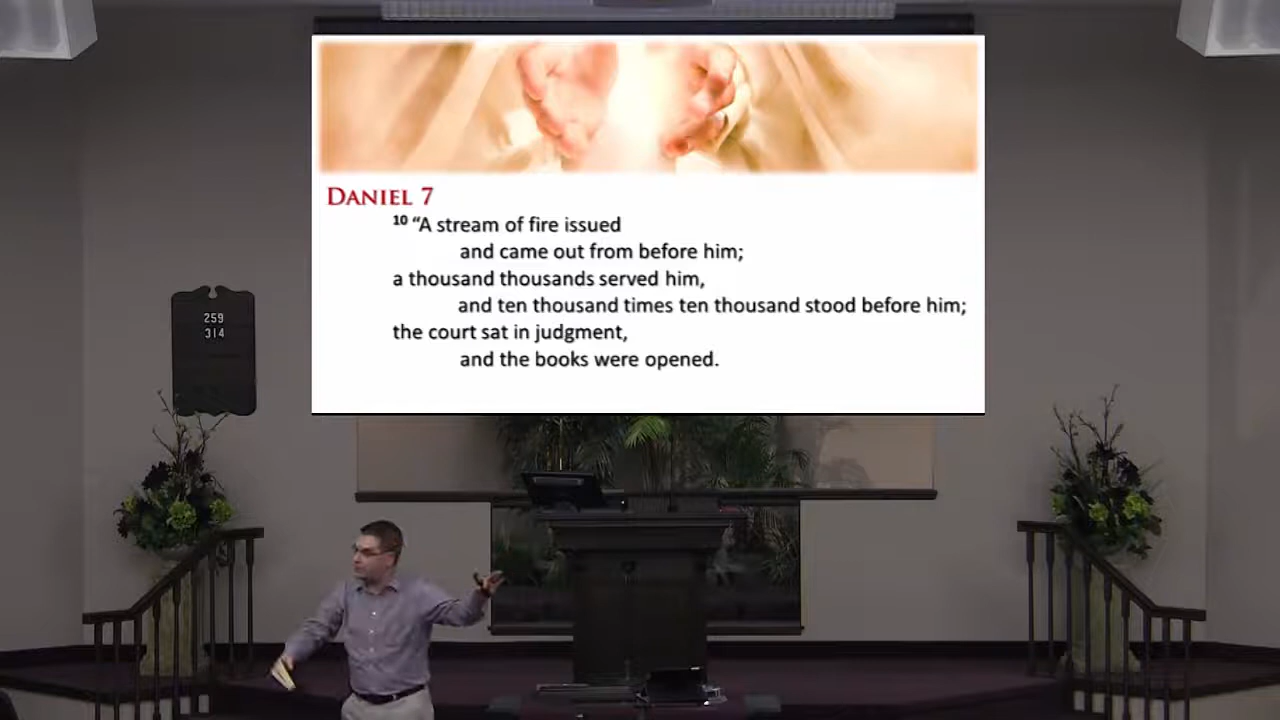 DANIEL 7
10 “A stream of fire issued
and came out from before him;
a thousand thousands served him,
and ten thousand times ten thousand stood before him;
the court sat in judgment,
and the books were opened.
259
314